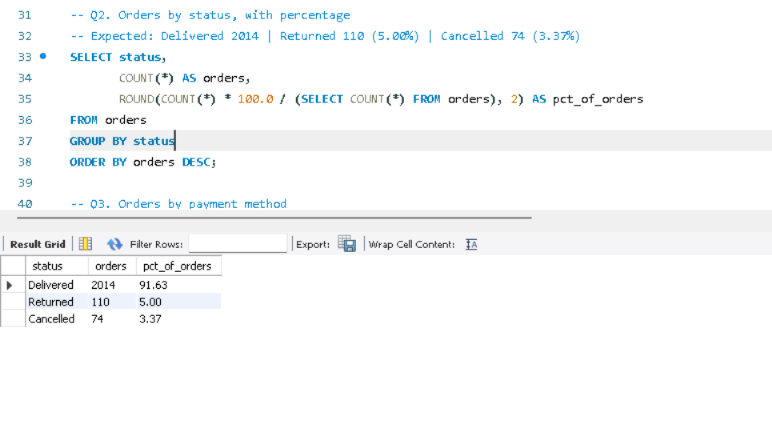 31 -- Q2. Orders by status, with percentage
32 -- Expected: Delivered 2014 | Returned 110 (5.00%) | Cancelled 74 (3.37%)
33 SELECT status,
34 COUNT(*) AS orders,
35 ROUND(COUNT(*) * 100.0 / (SELECT COUNT(*) FROM orders), 2) AS pct_of_orders
36 FROM orders
37 GROUP BY status
38 ORDER BY orders DESC;
39
40 -- Q3. Orders by payment method
Result Grid Filter Rows: Export: Wrap Cell Content: IA
status orders pct_of_orders
Delivered 2014 91.63
Returned 110 5.00
Cancelled 74 3.37